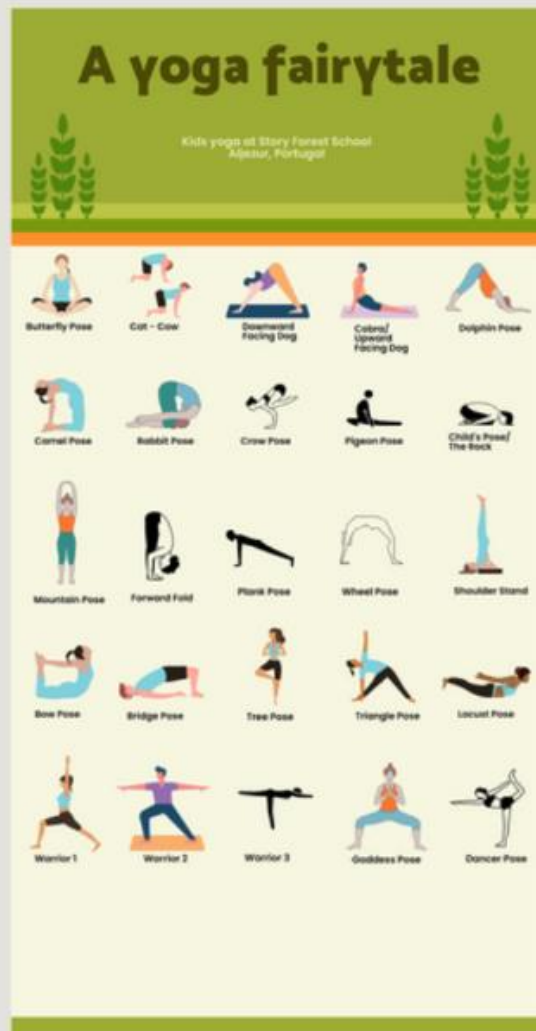 A yoga fairytale
Kids yoga at Story Forest School
Aljezur, Portugal
Butterfly Pose
Cat - Cow
Downward
Facing Dog
Cobra/
Upward
Facing Dog
Dolphin Pose
Camel Pose
Rabbit Pose
Crow Pose
Pigeon Pose
Child's Pose/
The Rock
Mountain Pose
Forward Fold
Plank Pose
Wheel Pose
Shoulder Stand
Bow Pose
Bridge Pose
Tree Pose
Triangle Pose
Locust Pose
Warrior 1
Warrior 2
Warrior 3
Goddess Pose
Dancer Pose